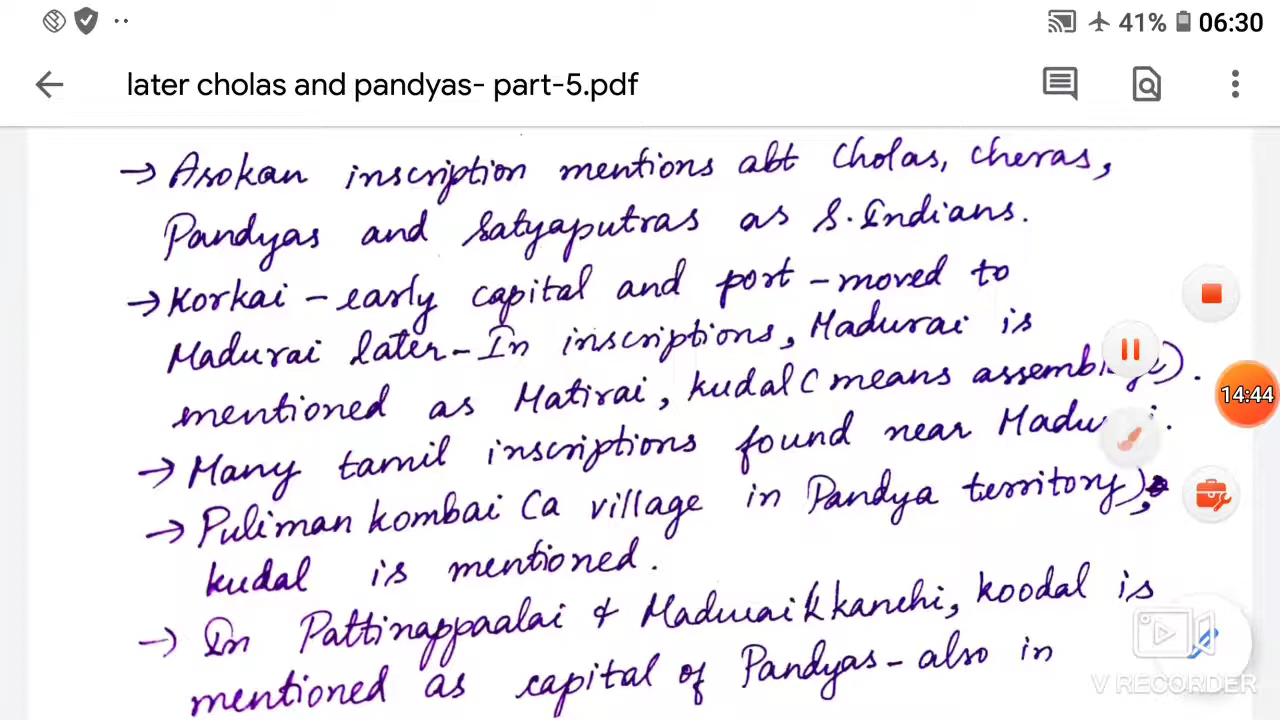 41% 06:30
later cholas and pandyas- part-5.pdf
→ Asokan inscription mentions abt Cholas, cheras,
Pandyas and Satyaputras as S.Indians.
→ Korkai - early capital and port - moved to
Madurai later - In inscriptions, Madurai is
mentioned as Matirai, kudal ( means assemb
→ Many tamil inscriptions found near Madu
→ Puliman kombai (a village in Pandya territory),
kudal is mentioned.
→ In Pattinappaalai & Maduraikkanchi, koodal is
mentioned as capital of Pandyas - also in
14:44
V RECORDER